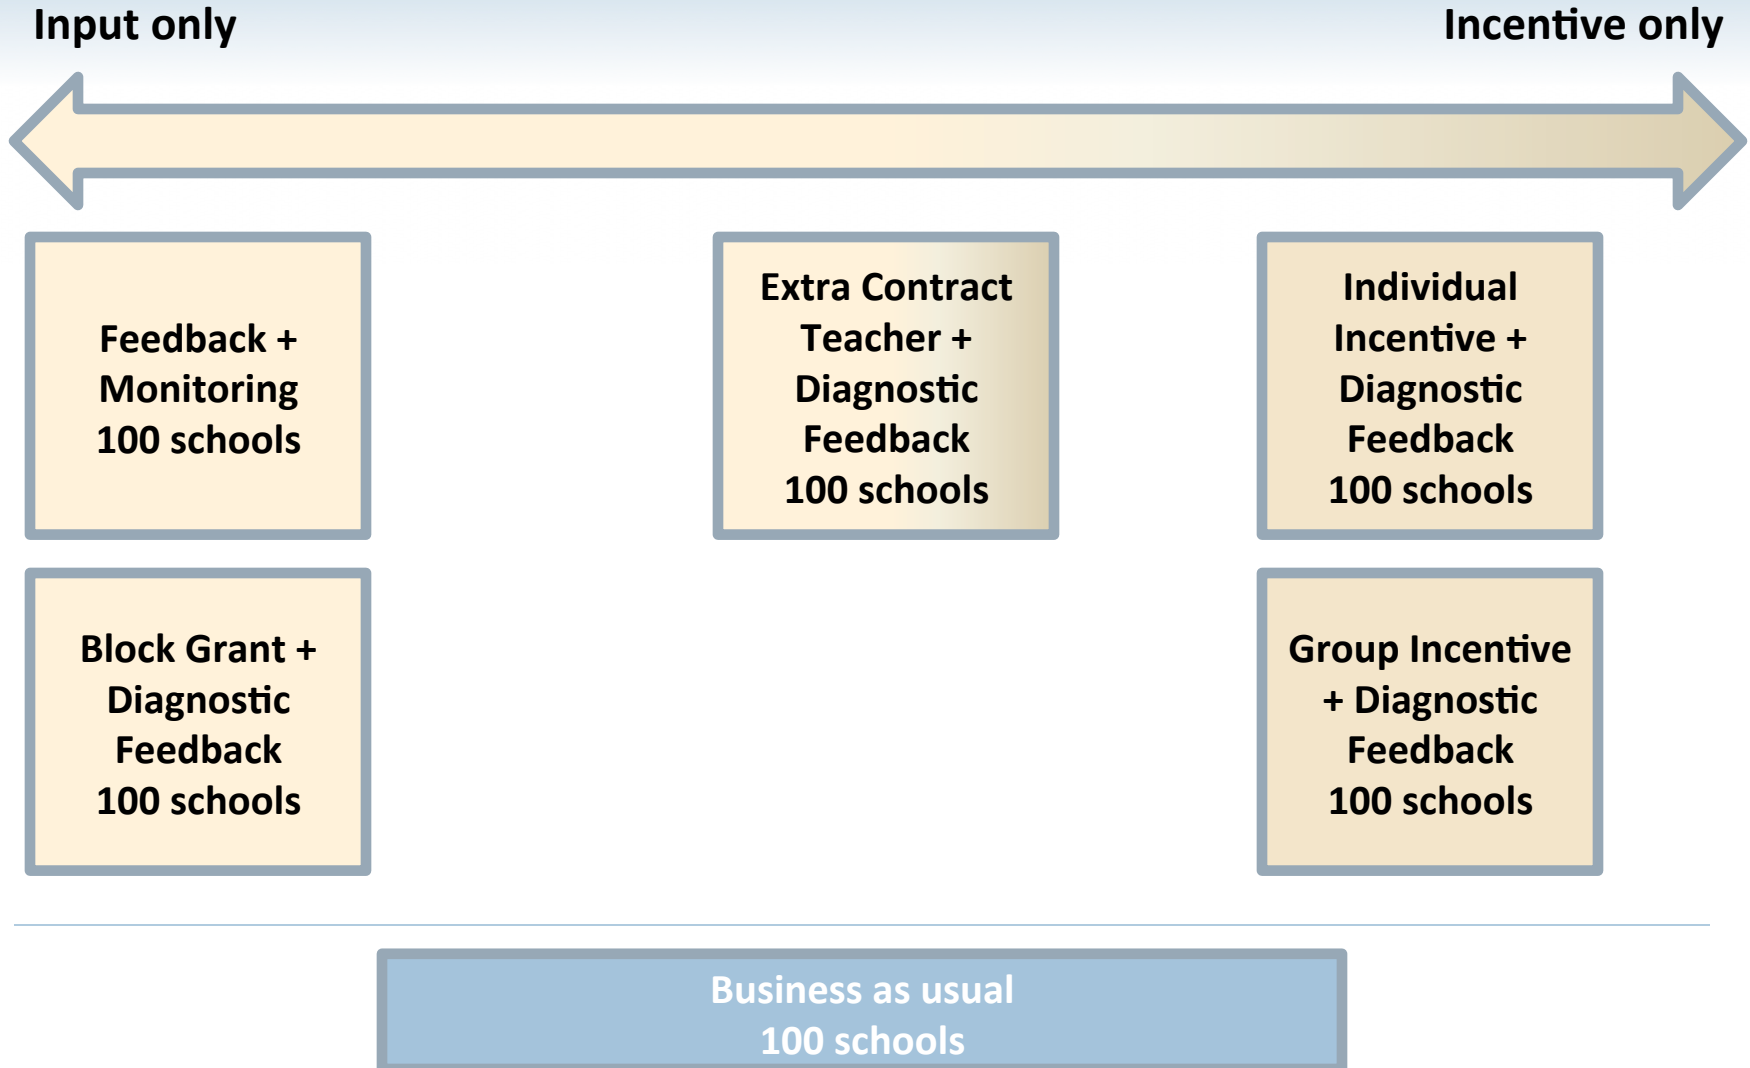 Input only
Incentive only
Feedback +
Monitoring
100 schools
Extra Contract
Teacher +
Diagnostic
Feedback
100 schools
Individual
Incentive +
Diagnostic
Feedback
100 schools
Block Grant +
Diagnostic
Feedback
100 schools
Group Incentive
+ Diagnostic
Feedback
100 schools
Business as usual
100 schools